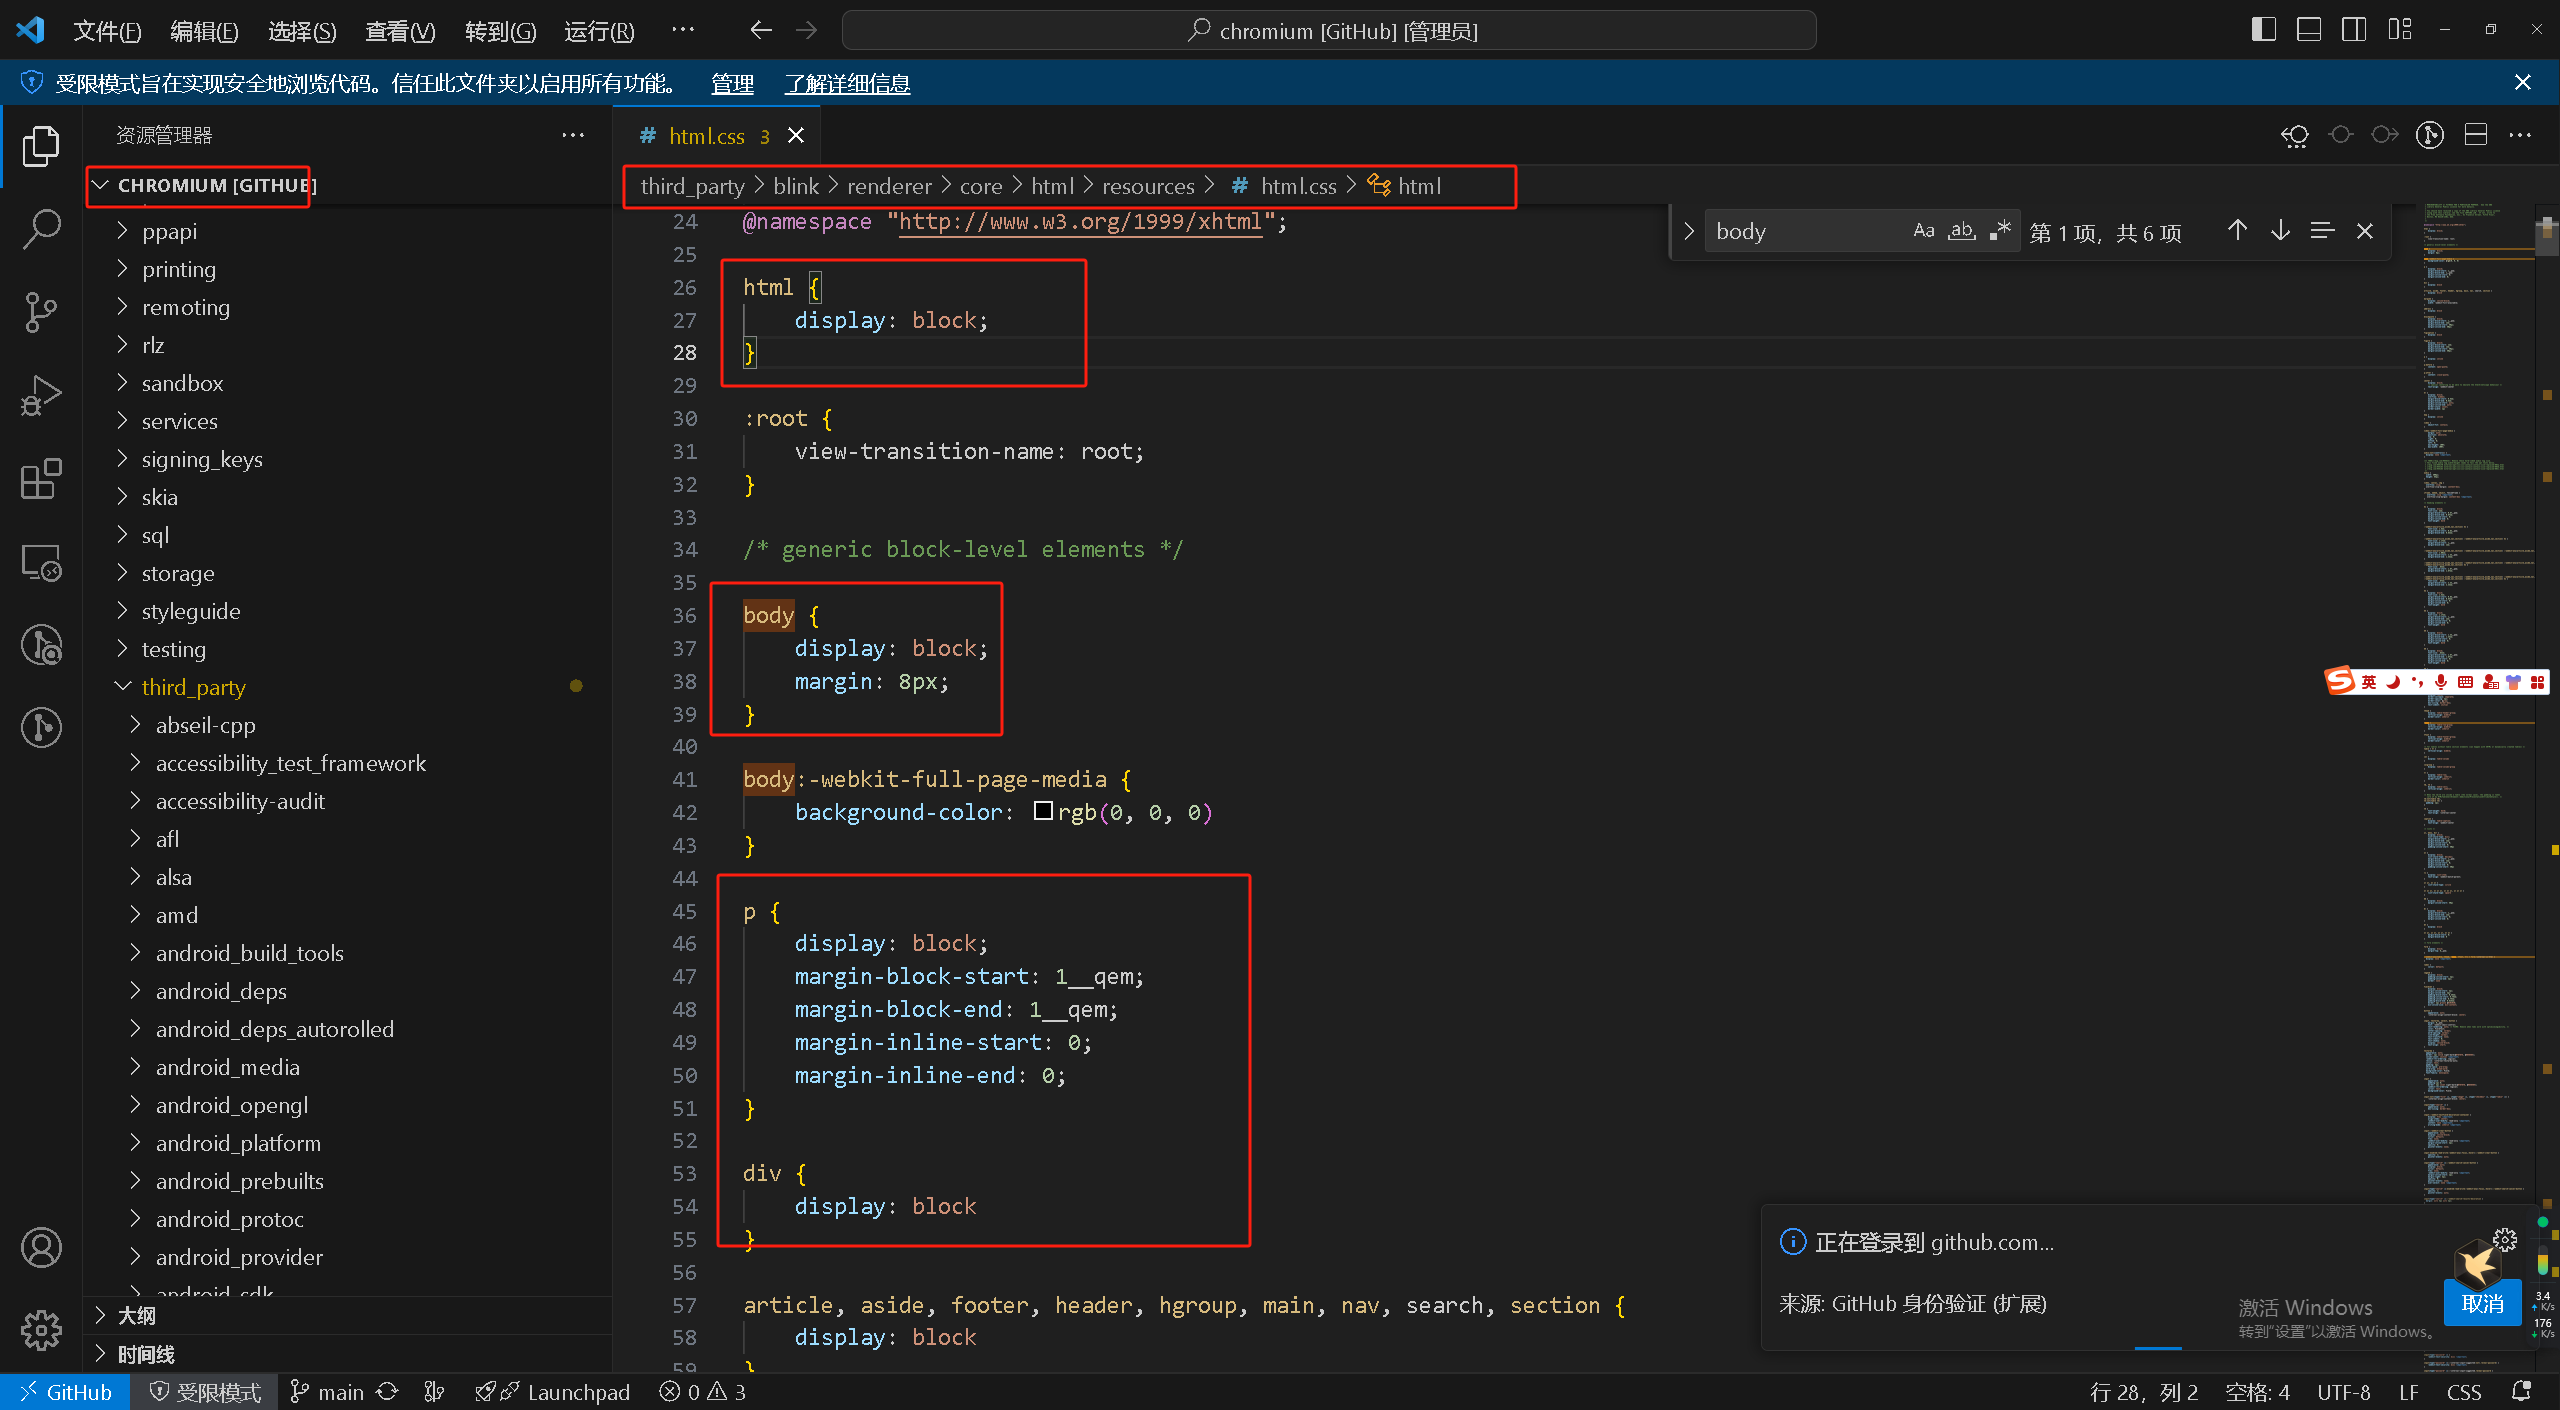 文件(F) 编辑(E) 选择(S) 查看(V) 转到(G) 运行(R) ··· chromium [GitHub] [管理员]
受限模式旨在实现安全地浏览代码。信任此文件夹以启用所有功能。 管理 了解详细信息
资源管理器
# html.css 3
CHROMIUM [GITHUB]
third_party > blink > renderer > core > html > resources > # html.css > html
body Aa ab .* 第 1 项, 共 6 项
ppapi
printing
remoting
rlz
sandbox
services
signing_keys
skia
sql
storage
styleguide
testing
third_party
abseil-cpp
accessibility_test_framework
accessibility-audit
afl
alsa
amd
android_build_tools
android_deps
android_deps_autorolled
android_media
android_opengl
android_platform
android_prebuilts
android_protoc
android_provider
android_sdk
大纲
时间线
24 @namespace "http://www.w3.org/1999/xhtml";
25
26 html {
27 display: block;
28 }
29
30 :root {
31 view-transition-name: root;
32 }
33
34 /* generic block-level elements */
35
36 body {
37 display: block;
38 margin: 8px;
39 }
40
41 body:-webkit-full-page-media {
42 background-color: rgb(0, 0, 0)
43 }
44
45 p {
46 display: block;
47 margin-block-start: 1__qem;
48 margin-block-end: 1__qem;
49 margin-inline-start: 0;
50 margin-inline-end: 0;
51 }
52
53 div {
54 display: block
55 }
56
57 article, aside, footer, header, hgroup, main, nav, search, section {
58 display: block
59 }
英
正在登录到 github.com...
来源: GitHub 身份验证 (扩展)
取消
激活 Windows
转到"设置"以激活 Windows。
3.4
K/s
176
K/s
GitHub 受限模式 main Launchpad 0 3 行 28, 列 2 空格: 4 UTF-8 LF CSS